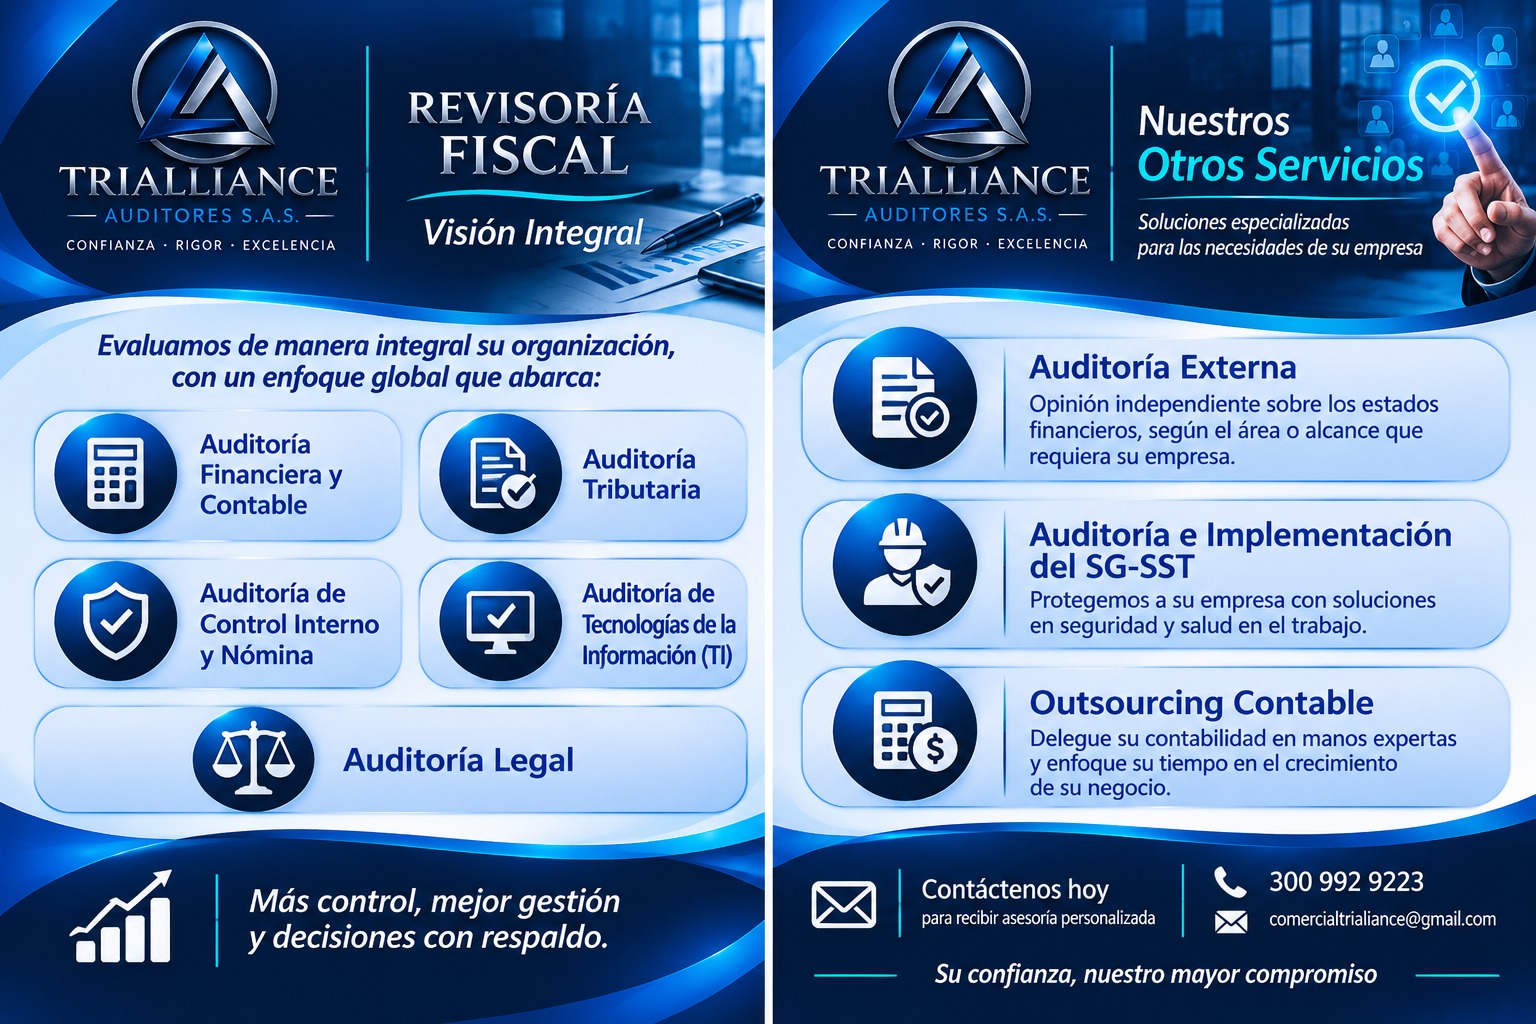 TRIALLIANCE
AUDITORES S.A.S.
CONFIANZA · RIGOR · EXCELENCIA
REVISORÍA
FISCAL
Visión Integral
Evaluamos de manera integral su organización,
con un enfoque global que abarca:
Auditoría
Financiera y
Contable
Auditoría
Tributaria
Auditoría de
Control Interno
y Nómina
Auditoría de
Tecnologías de la
Información (TI)
Auditoría Legal
Más control, mejor gestión
y decisiones con respaldo.
TRIALLIANCE
AUDITORES S.A.S.
CONFIANZA · RIGOR · EXCELENCIA
Nuestros
Otros Servicios
Soluciones especializadas
para las necesidades de su empresa
Auditoría Externa
Opinión independiente sobre los estados
financieros, según el área o alcance que
requiera su empresa.
Auditoría e Implementación
del SG-SST
Protegemos a su empresa con soluciones
en seguridad y salud en el trabajo.
$
Outsourcing Contable
Delegue su contabilidad en manos expertas
y enfoque su tiempo en el crecimiento
de su negocio.
Contáctenos hoy
para recibir asesoría personalizada
300 992 9223
comercialtrialiance@gmail.com
Su confianza, nuestro mayor compromiso